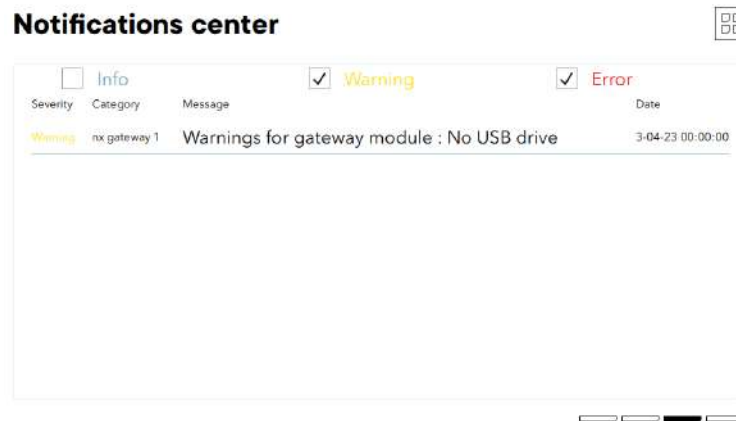 Notifications center
Info Warning Error
Severity Category Message Date
Warning nx gateway 1 Warnings for gateway module : No USB drive 3-04-23 00:00:00